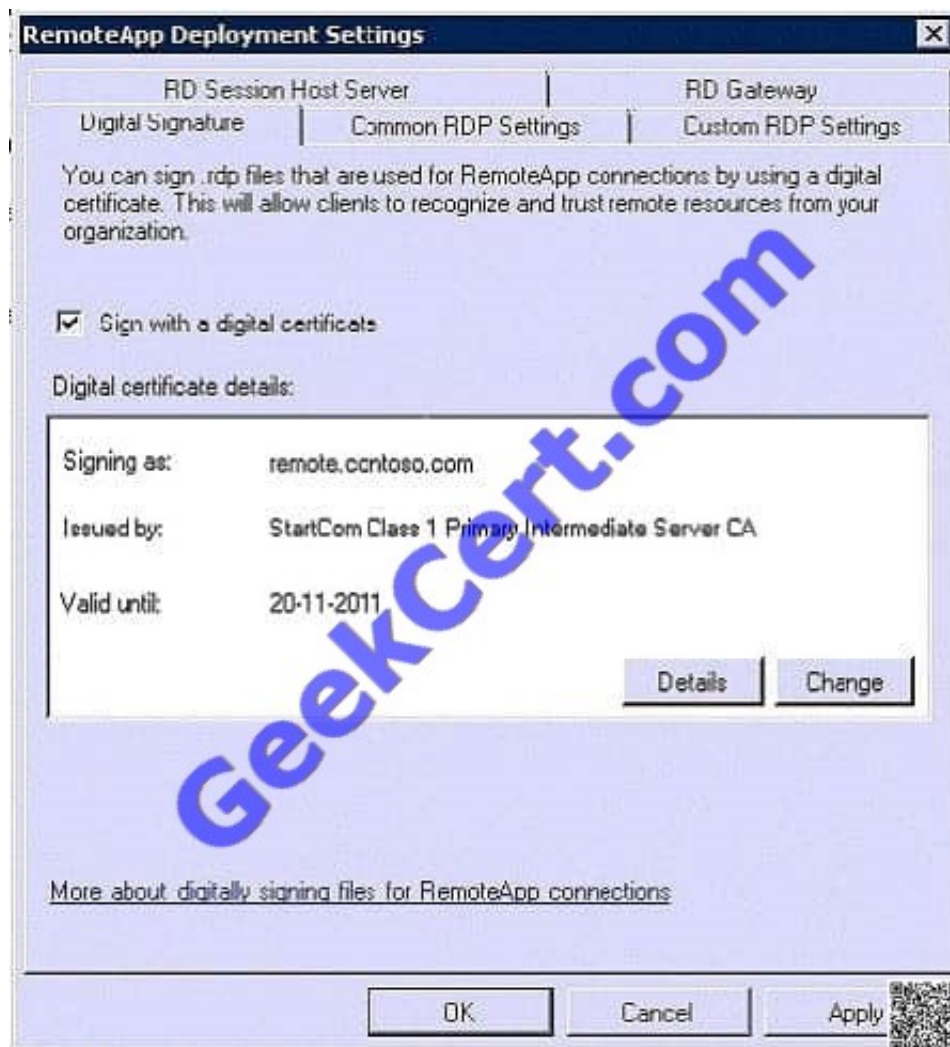 RemoteApp Deployment Settings
RD Session Host Server
RD Gateway
Digital Signature
Common RDP Settings
Custom RDP Settings
You can sign .rdp files that are used for RemoteApp connections by using a digital
certificate. This will allow clients to recognize and trust remote resources from your
organization.
Sign with a digital certificate
Digital certificate details:
Signing as: remote.contoso.com
Issued by: StartCom Class 1 Primary Intermediate Server CA
Valid until: 20-11-2011
Details
Change
GeekCert.com
More about digitally signing files for RemoteApp connections
OK
Cancel
Apply